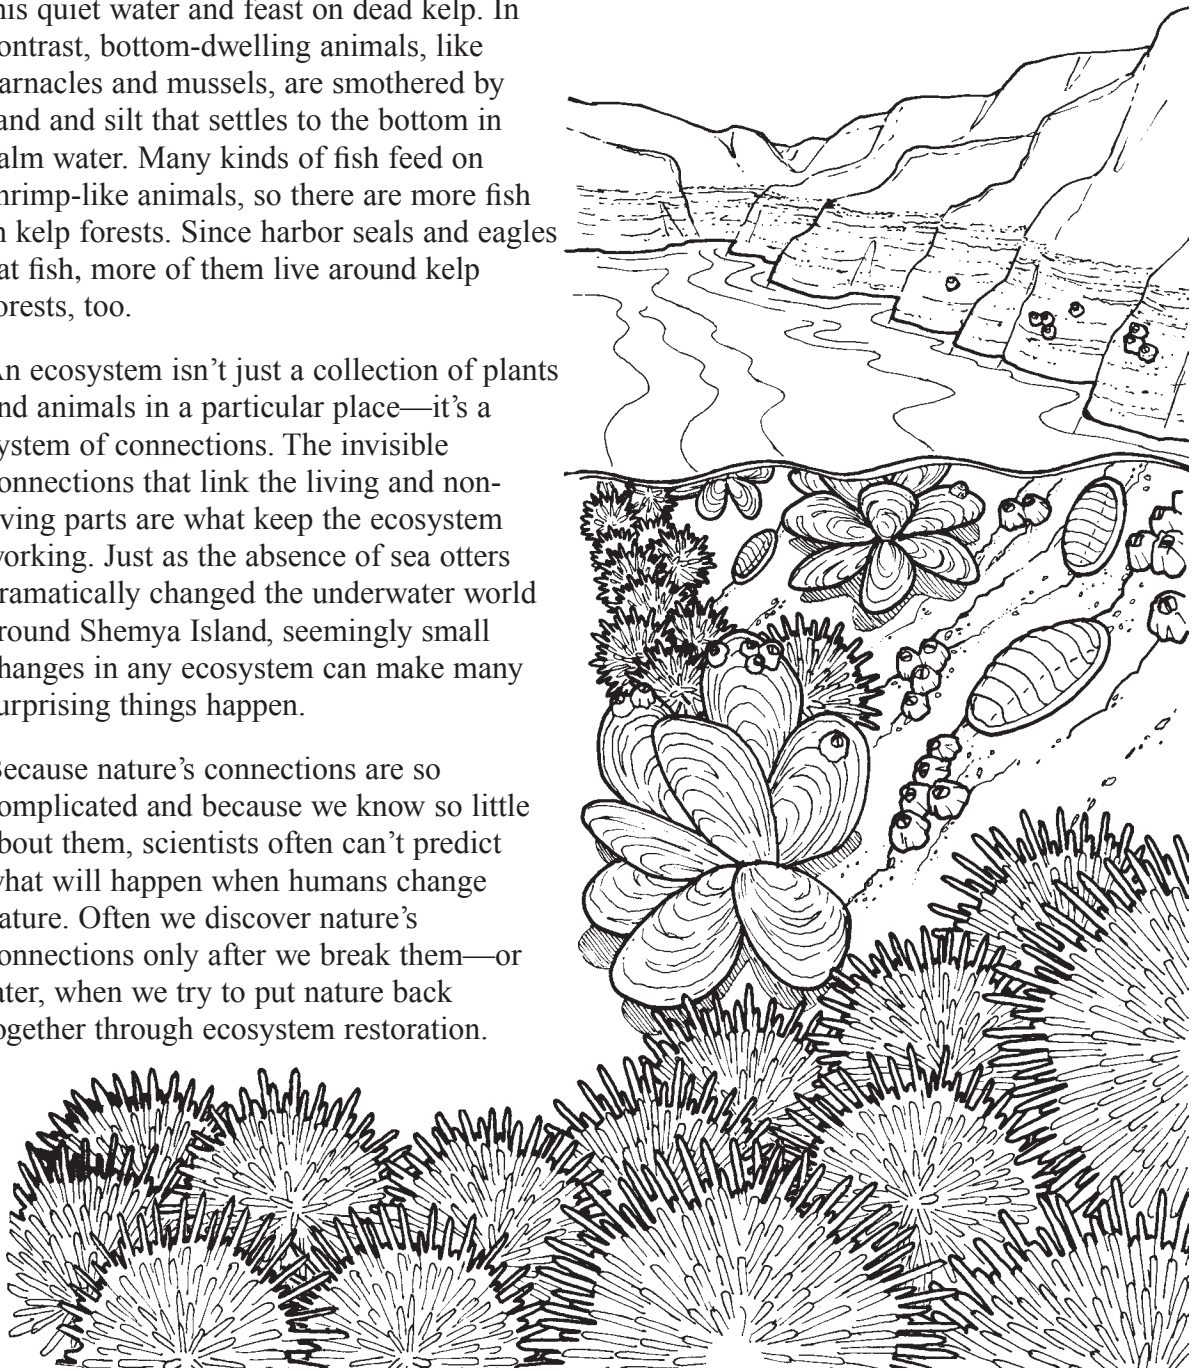 his quiet water and feast on dead kelp. In
ontrast, bottom-dwelling animals, like
arnacles and mussels, are smothered by
and and silt that settles to the bottom in
alm water. Many kinds of fish feed on
hrimp-like animals, so there are more fish
n kelp forests. Since harbor seals and eagles
at fish, more of them live around kelp
orests, too.
An ecosystem isn’t just a collection of plants
nd animals in a particular place—it’s a
ystem of connections. The invisible
onnections that link the living and non-
ving parts are what keep the ecosystem
working. Just as the absence of sea otters
ramatically changed the underwater world
round Shemya Island, seemingly small
hanges in any ecosystem can make many
urprising things happen.
Because nature’s connections are so
omplicated and because we know so little
bout them, scientists often can’t predict
what will happen when humans change
ature. Often we discover nature’s
onnections only after we break them—or
ater, when we try to put nature back
ogether through ecosystem restoration.